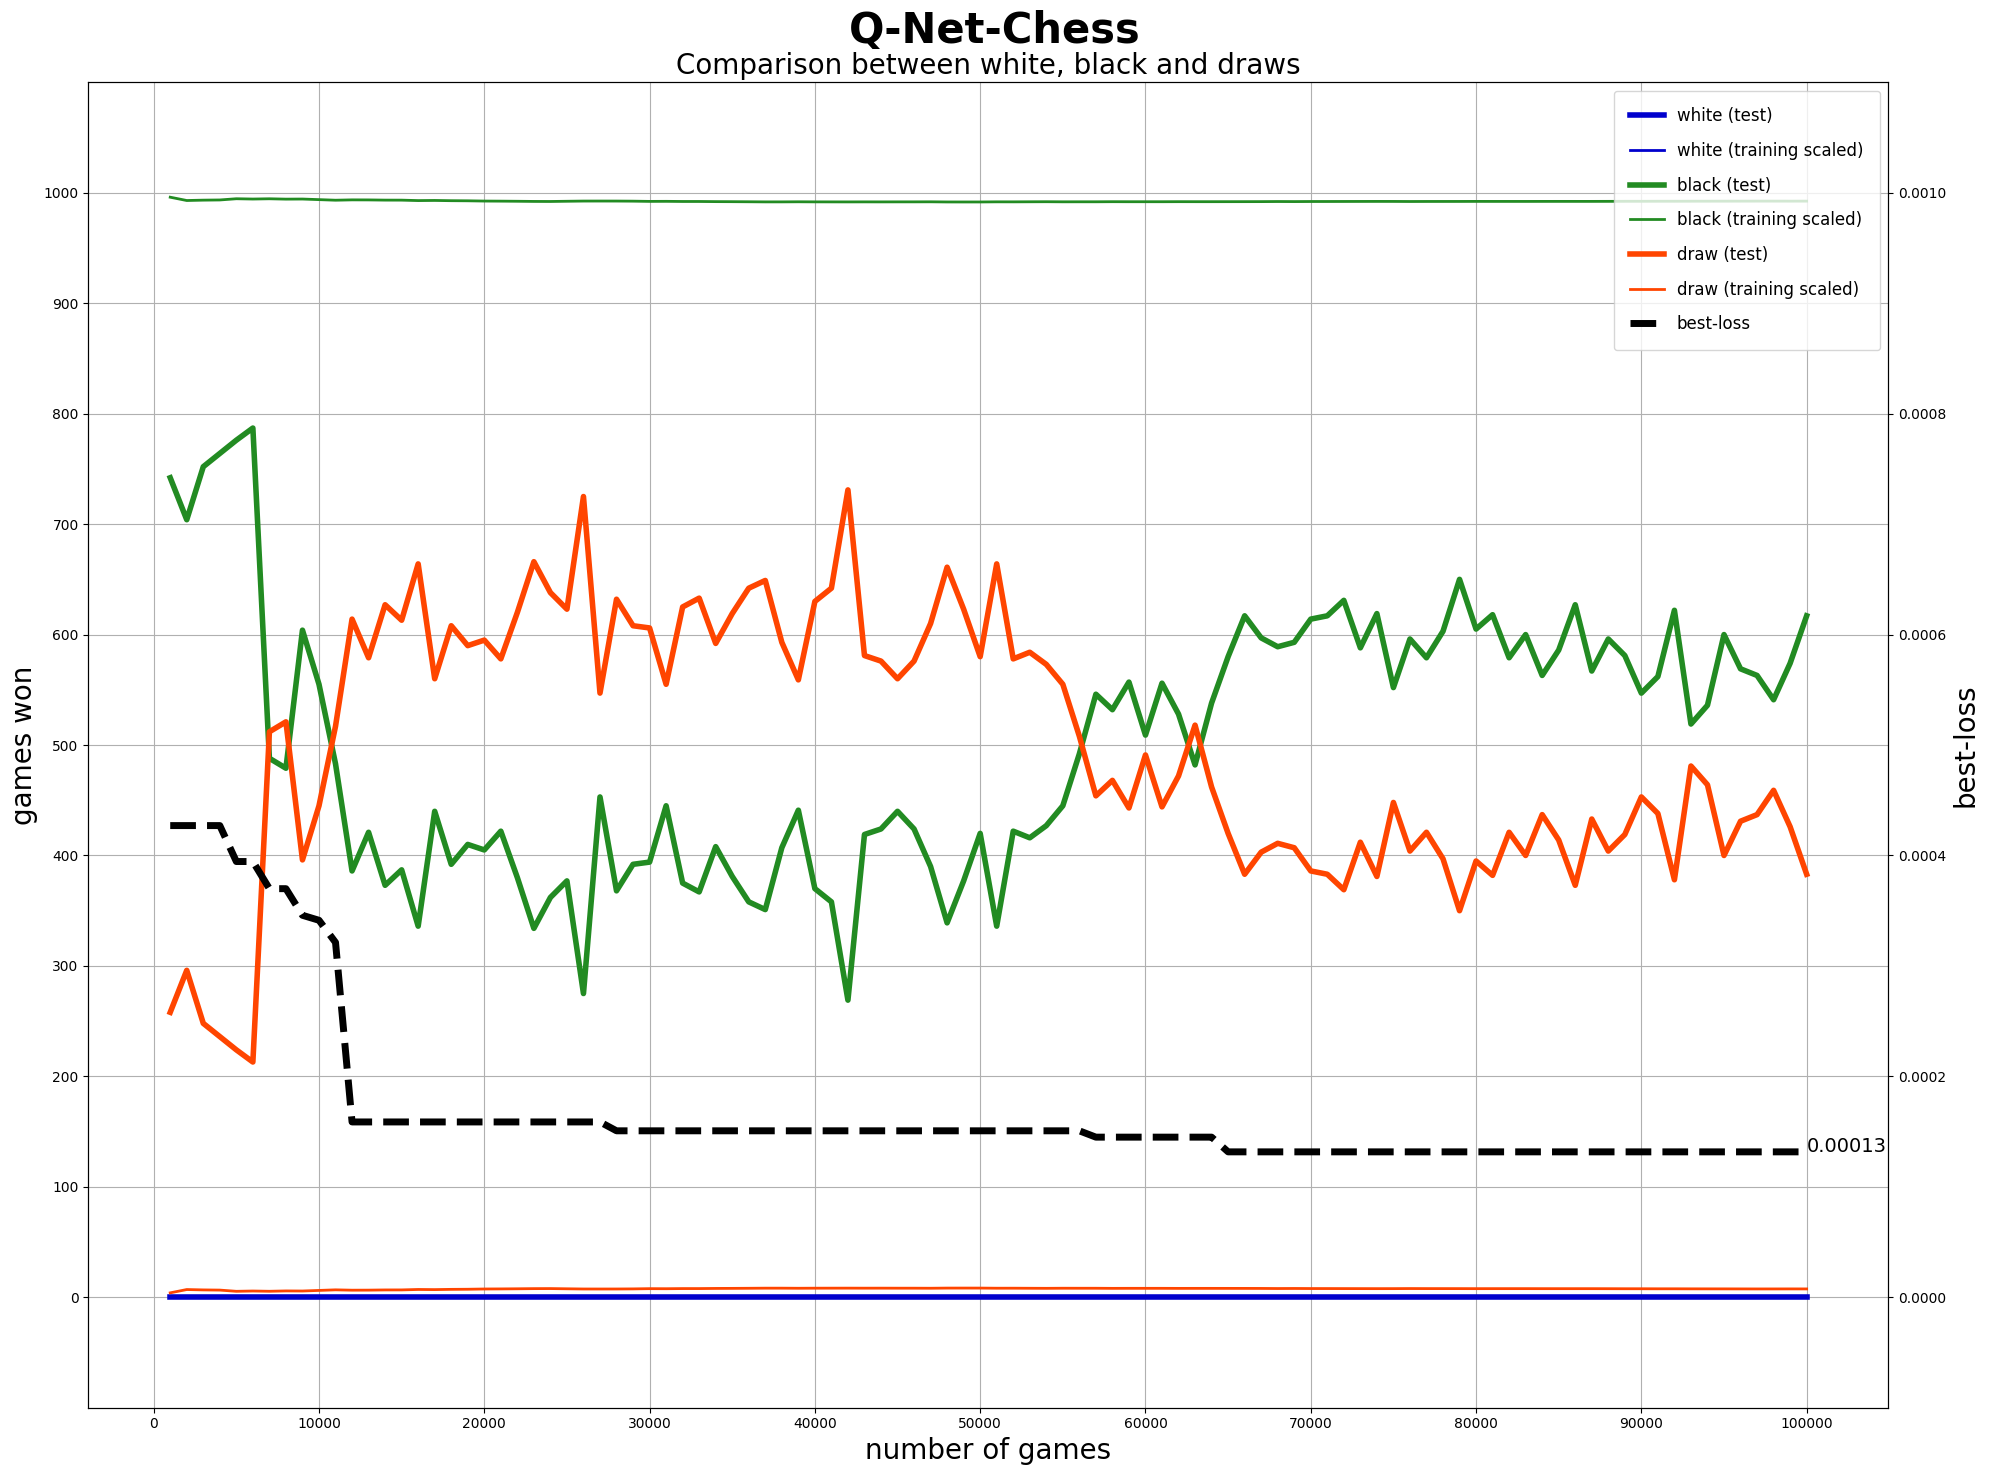 Q-Net-Chess
Comparison between white, black and draws
white (test)
white (training scaled)
black (test)
black (training scaled)
draw (test)
draw (training scaled)
best-loss
games won
1000
900
800
700
600
500
400
300
200
100
0
best-loss
0.0010
0.0008
0.0006
0.0004
0.0002
0.0000
0.00013
0 10000 20000 30000 40000 50000 60000 70000 80000 90000 100000
number of games